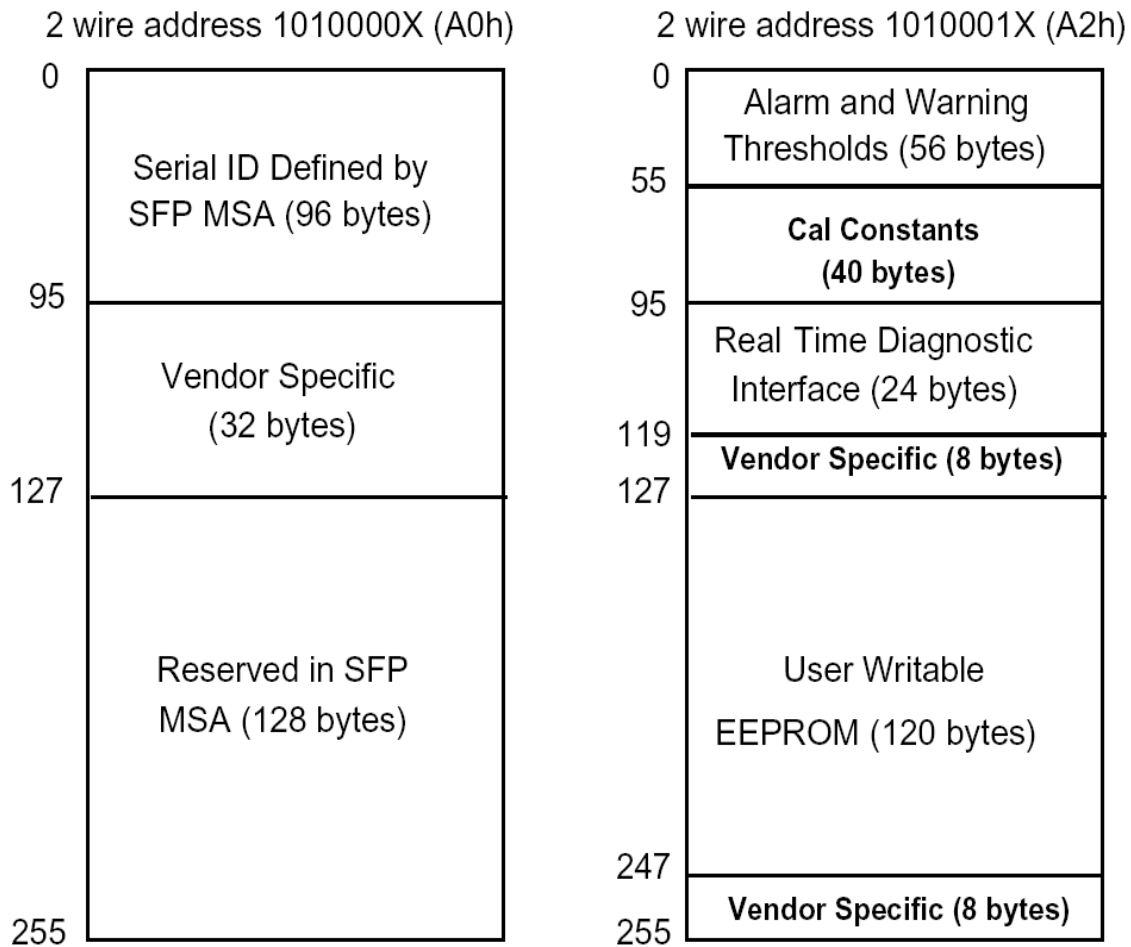 2 wire address 1010000X (A0h)
0
Serial ID Defined by
SFP MSA (96 bytes)
95
Vendor Specific
(32 bytes)
127
Reserved in SFP
MSA (128 bytes)
255
2 wire address 1010001X (A2h)
0
Alarm and Warning
Thresholds (56 bytes)
55
Cal Constants
(40 bytes)
95
Real Time Diagnostic
Interface (24 bytes)
119
Vendor Specific (8 bytes)
127
User Writable
EEPROM (120 bytes)
247
Vendor Specific (8 bytes)
255